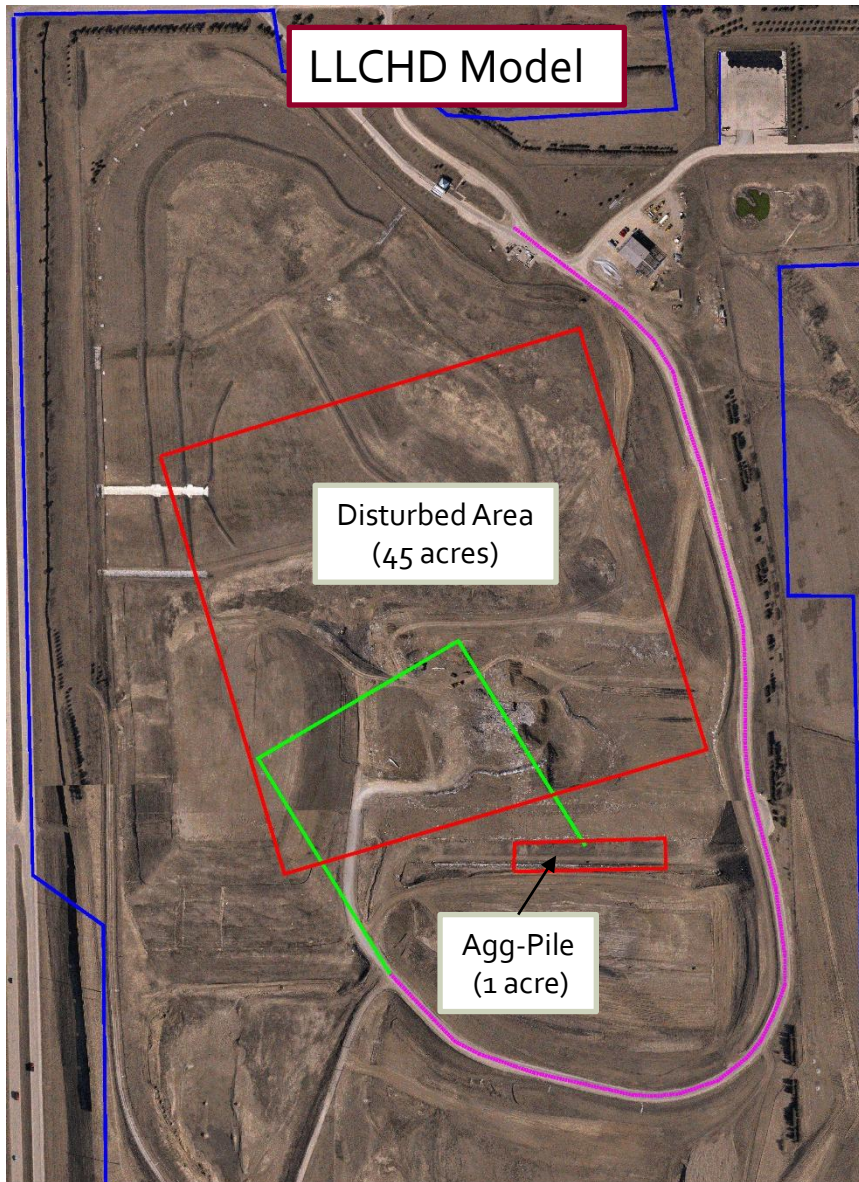 LLCHD Model
Disturbed Area
(45 acres)
Agg-Pile
(1 acre)